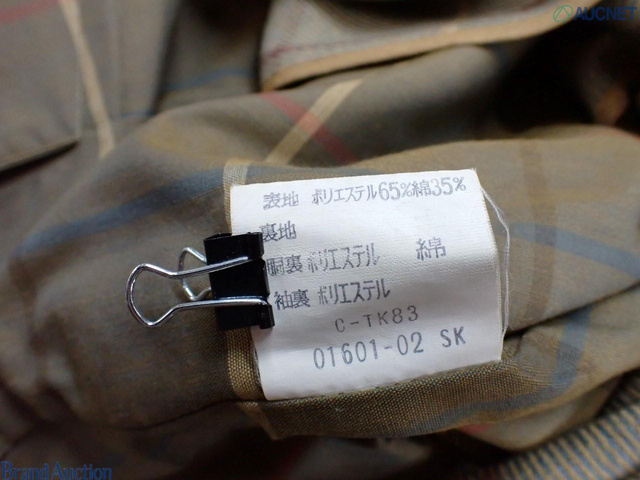 AUCNET
表地 ポリエステル65%綿35%
裏地
胴裏 ポリエステル 綿
袖裏 ポリエステル
C-TK83
01601-02 SK
Brand Auction